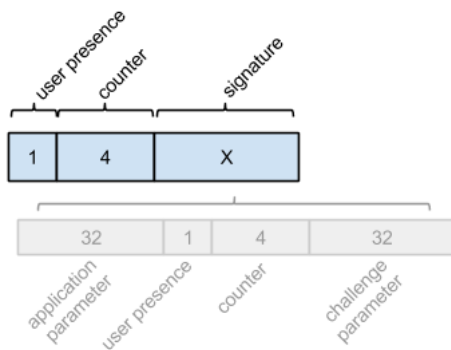 user presence
counter
signature
1 4 X
32 1 4 32
application
parameter
user presence
counter
challenge
parameter